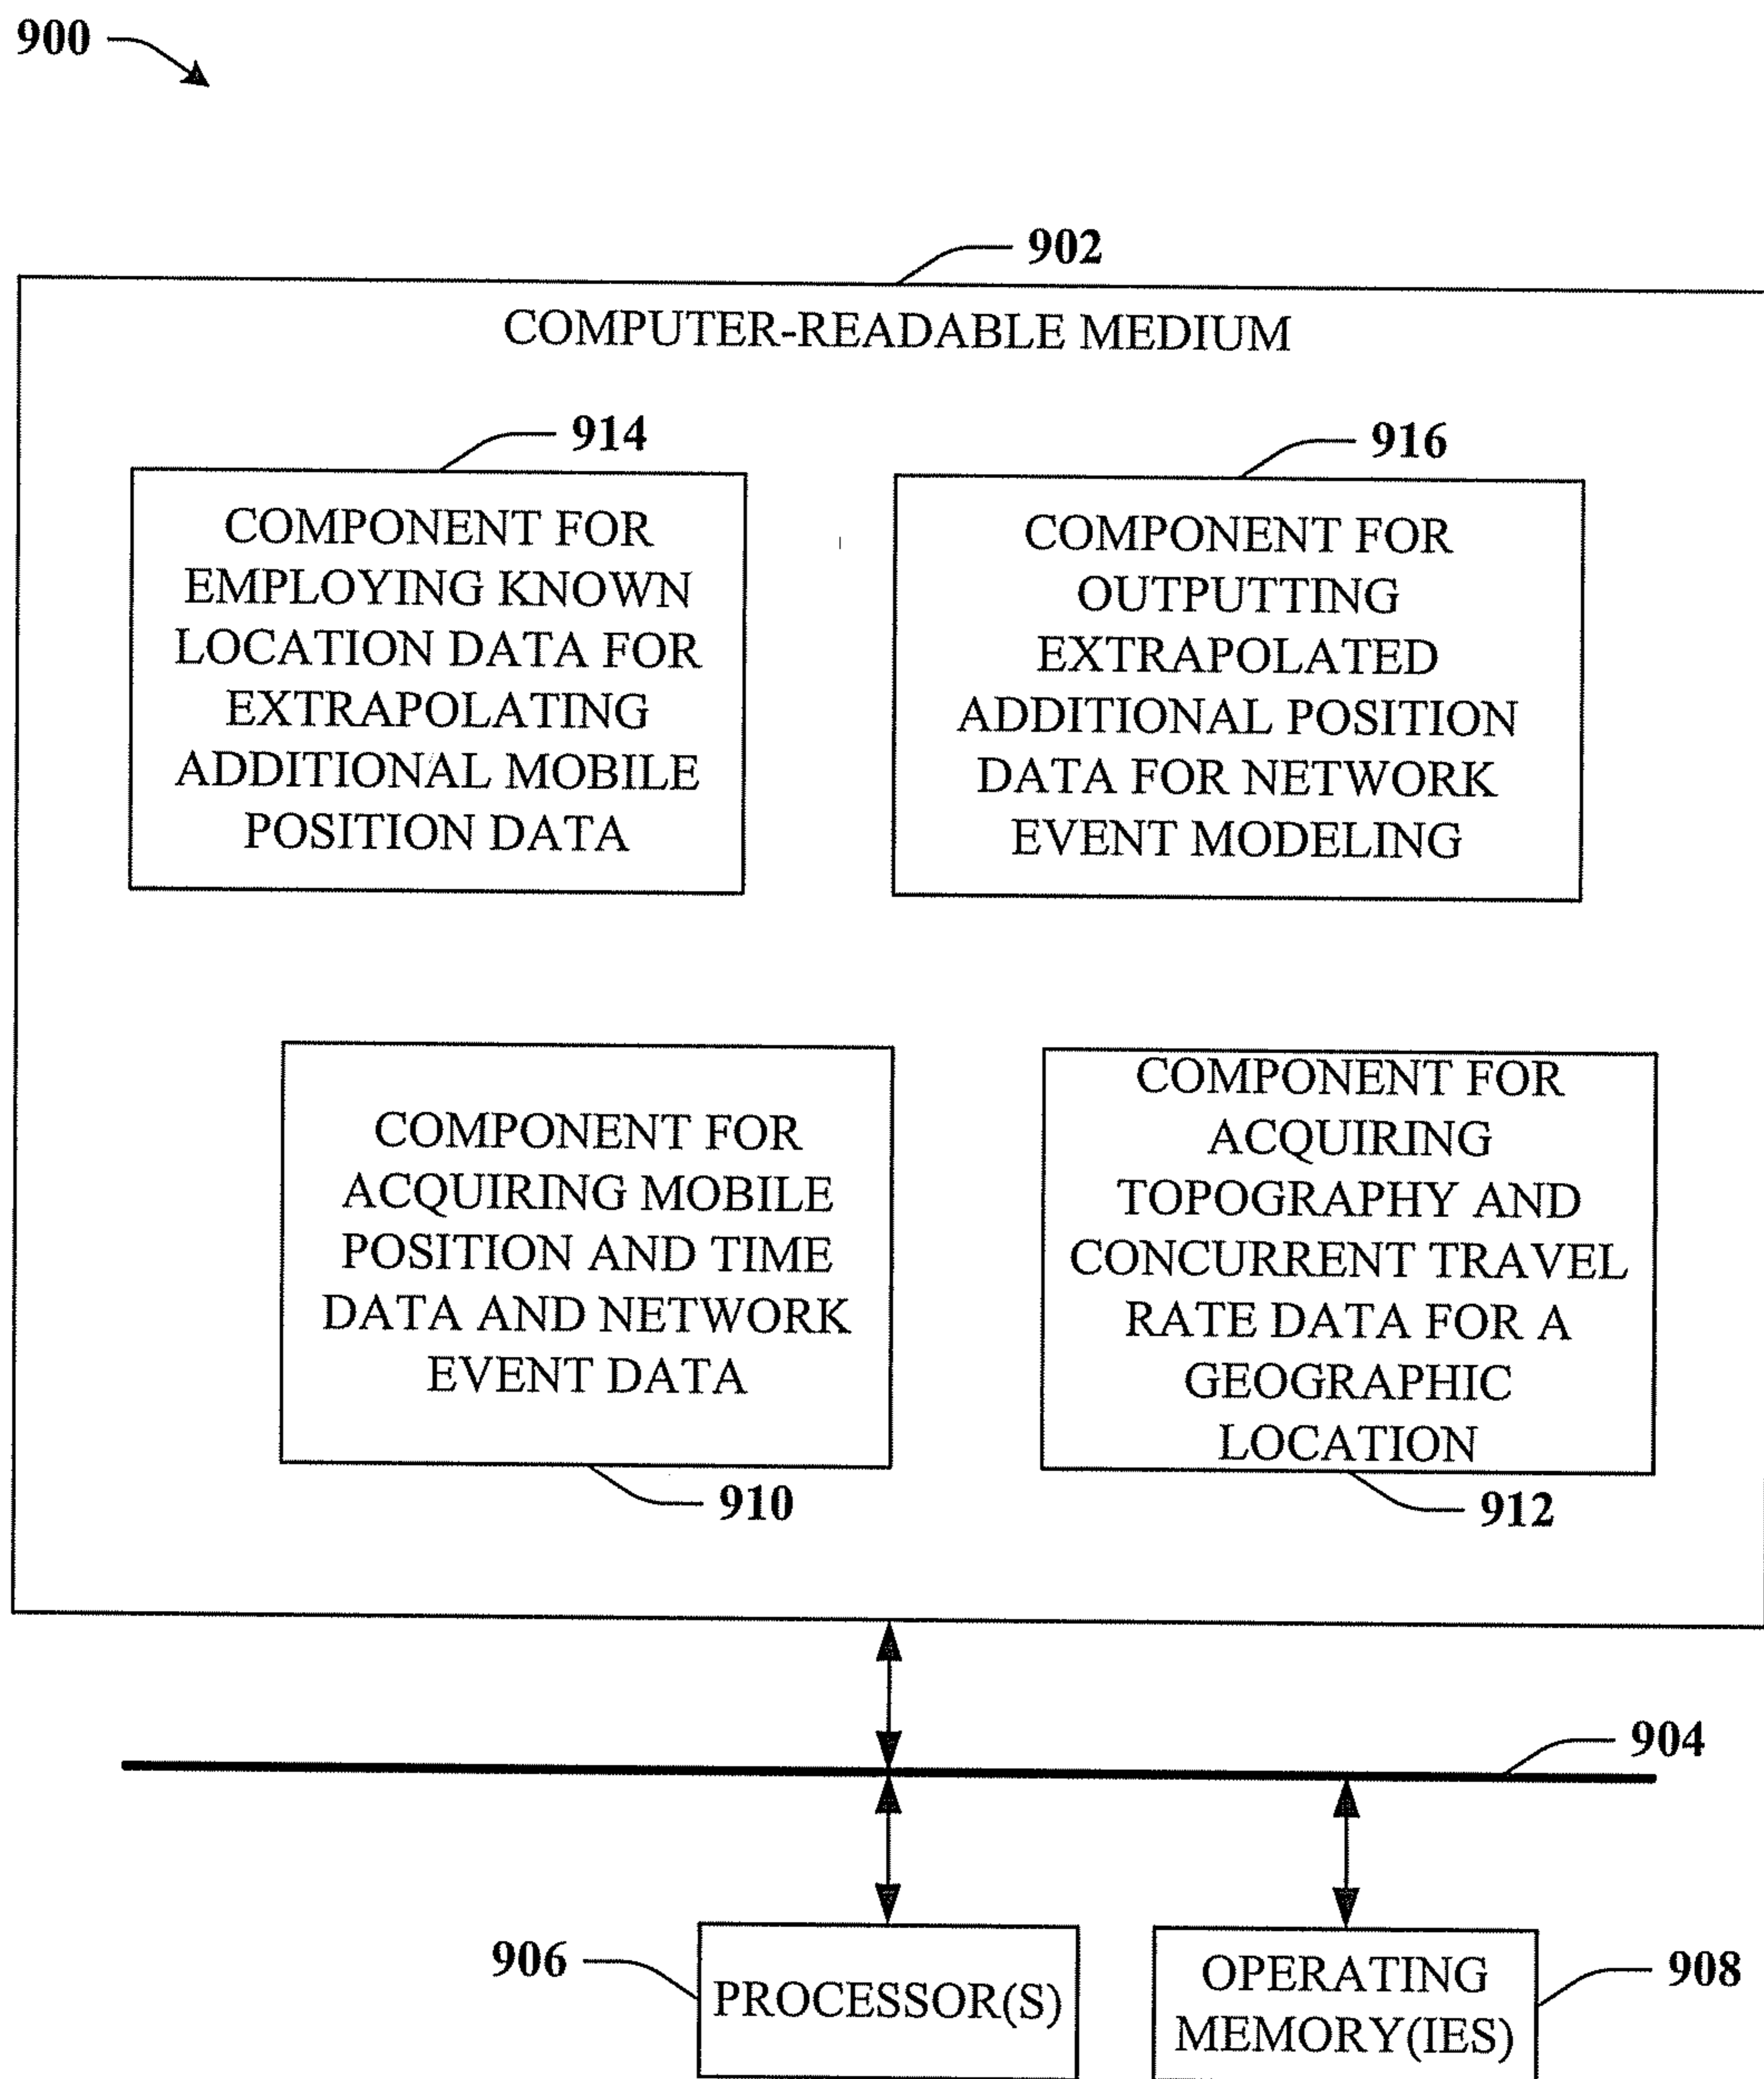 900
902
COMPUTER-READABLE MEDIUM
914
916
COMPONENT FOR
EMPLOYING KNOWN
LOCATION DATA FOR
EXTRAPOLATING
ADDITIONAL MOBILE
POSITION DATA
COMPONENT FOR
OUTPUTTING
EXTRAPOLATED
ADDITIONAL POSITION
DATA FOR NETWORK
EVENT MODELING
COMPONENT FOR
ACQUIRING MOBILE
POSITION AND TIME
DATA AND NETWORK
EVENT DATA
COMPONENT FOR
ACQUIRING
TOPOGRAPHY AND
CONCURRENT TRAVEL
RATE DATA FOR A
GEOGRAPHIC
LOCATION
910
912
904
906
PROCESSOR(S)
OPERATING
MEMORY(IES)
908